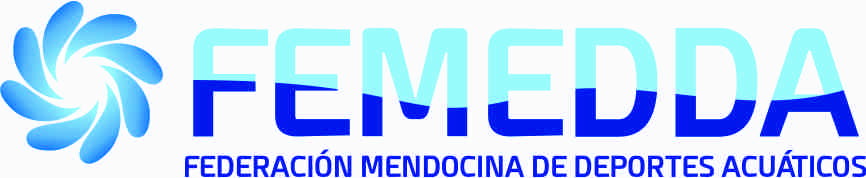 FEMEDDA
FEDERACIÓN MENDOCINA DE DEPORTES ACUÁTICOS